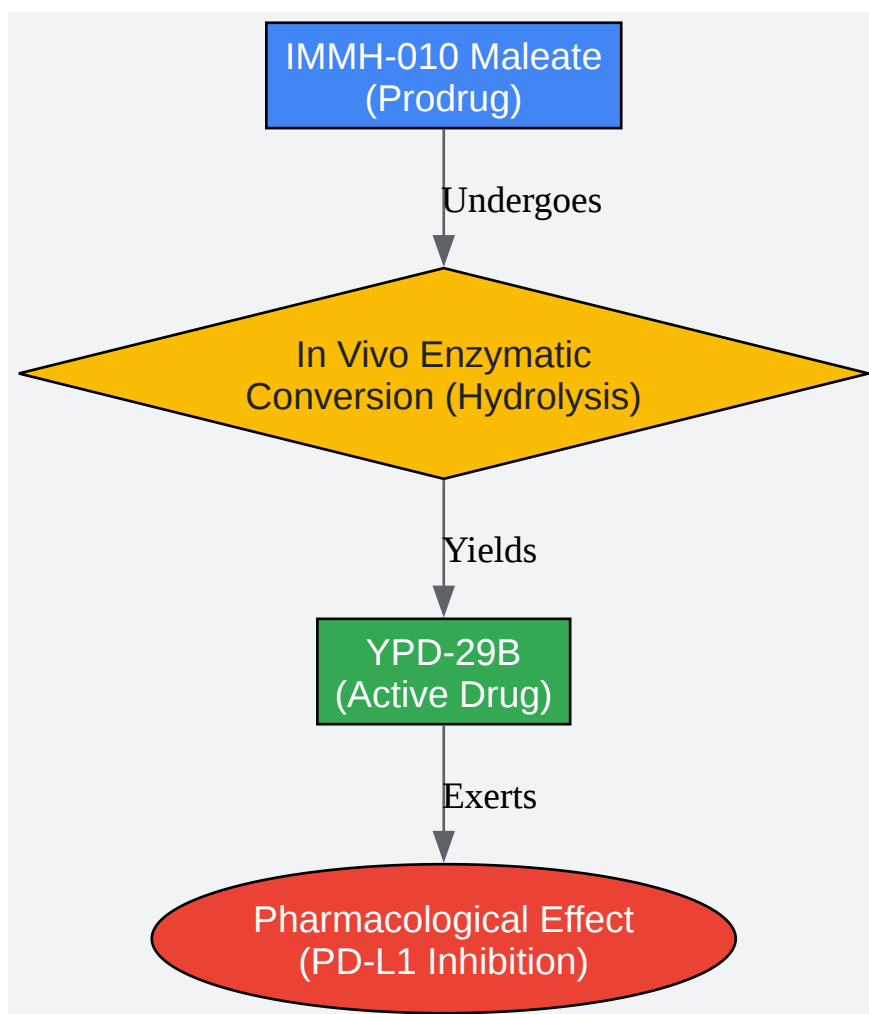 IMMH-010 Maleate
(Prodrug)
Undergoes
In Vivo Enzymatic
Conversion (Hydrolysis)
Yields
YPD-29B
(Active Drug)
Exerts
Pharmacological Effect
(PD-L1 Inhibition)